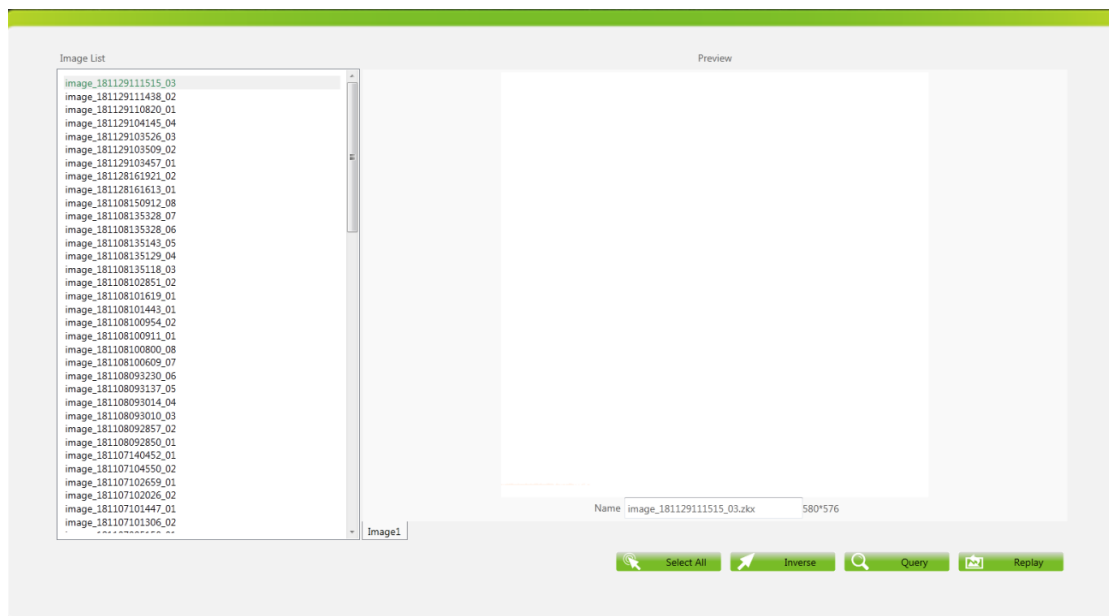 Image List
Preview
image_181129111515_03
image_181129111438_02
image_181129110820_01
image_181129104145_04
image_181129103526_03
image_181129103509_02
image_181129103457_01
image_181128161921_02
image_181128161613_01
image_181108150912_08
image_181108135328_07
image_181108135328_06
image_181108135143_05
image_181108135129_04
image_181108135118_03
image_181108102851_02
image_181108101619_01
image_181108101443_01
image_181108100954_02
image_181108100911_01
image_181108100800_08
image_181108100609_07
image_181108093230_06
image_181108093137_05
image_181108093014_04
image_181108093010_03
image_181108092857_02
image_181108092850_01
image_181107140452_01
image_181107104550_02
image_181107102659_01
image_181107102026_02
image_181107101447_01
image_181107101306_02
Name image_181129111515_03.zkx 580*576
Image1
Select All Inverse Query Replay